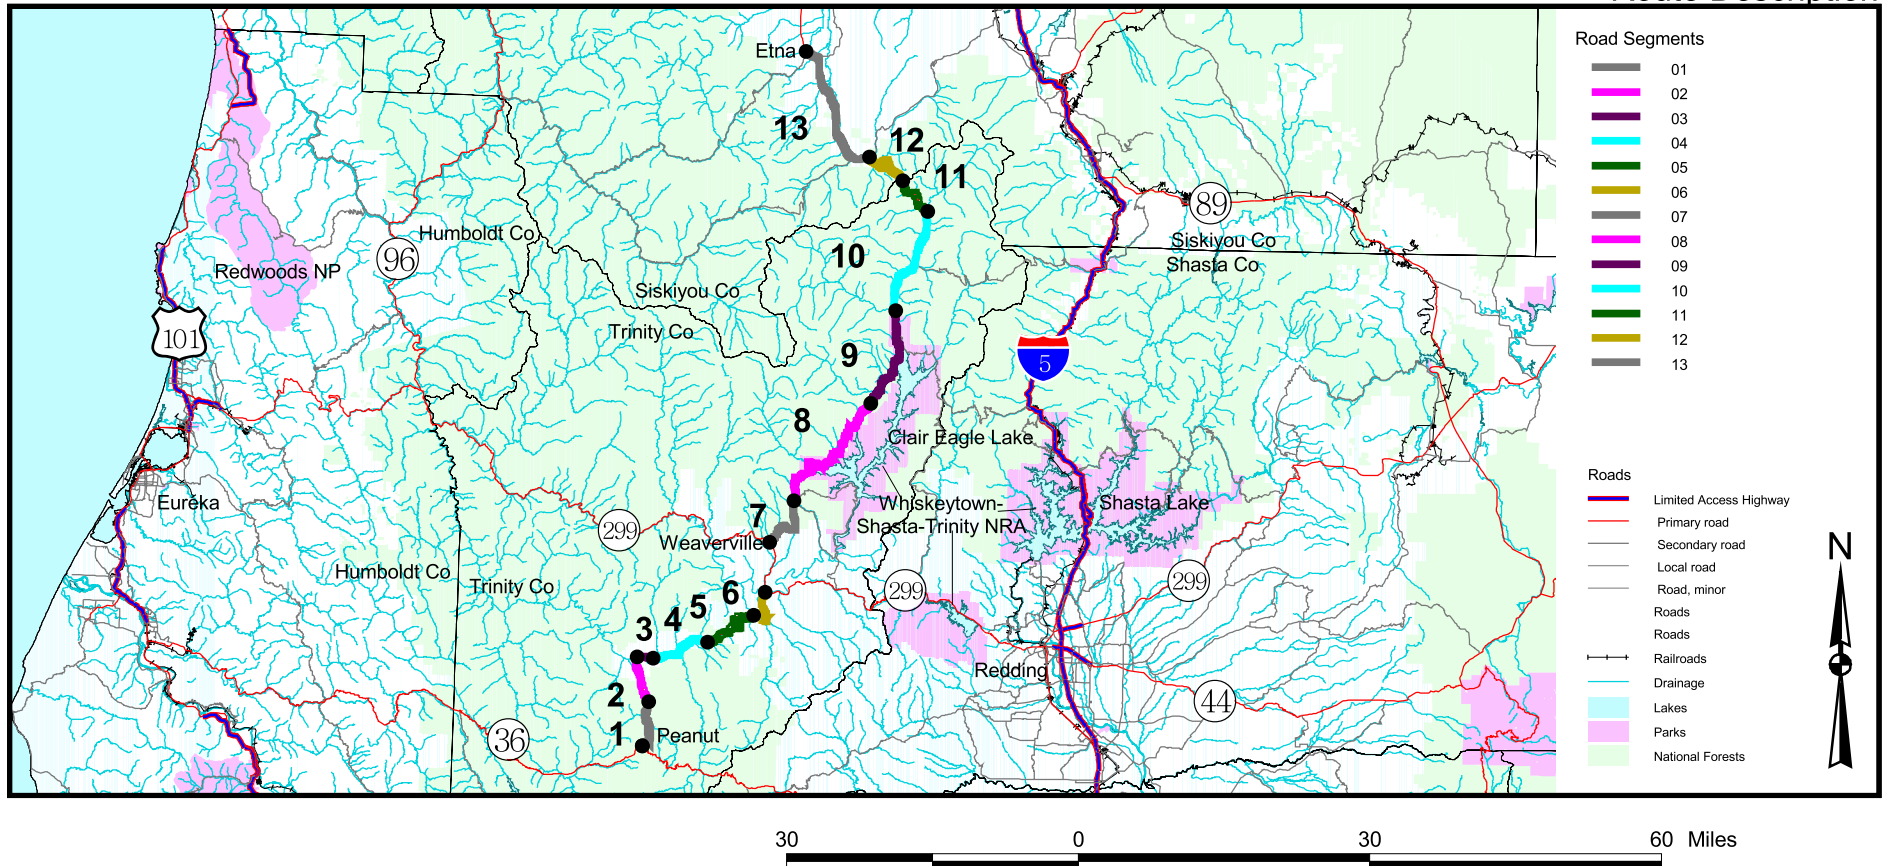 Route Description
Etna
13
12
11
89
Siskiyou Co
Shasta Co
Humboldt Co
96
Redwoods NP
10
Siskiyou Co
Trinity Co
101
5
9
8
Clair Eagle Lake
Eureka
Whiskeytown-
Shasta-Trinity NRA
Shasta Lake
7
299
Weaverville
Humboldt Co
Trinity Co
299
299
6
5
4
3
Redding
2
44
1
Peanut
36
Road Segments
01
02
03
04
05
06
07
08
09
10
11
12
13
Roads
Limited Access Highway
Primary road
Secondary road
Local road
Road, minor
Roads
Roads
Railroads
Drainage
Lakes
Parks
National Forests
N
30 0 30 60 Miles